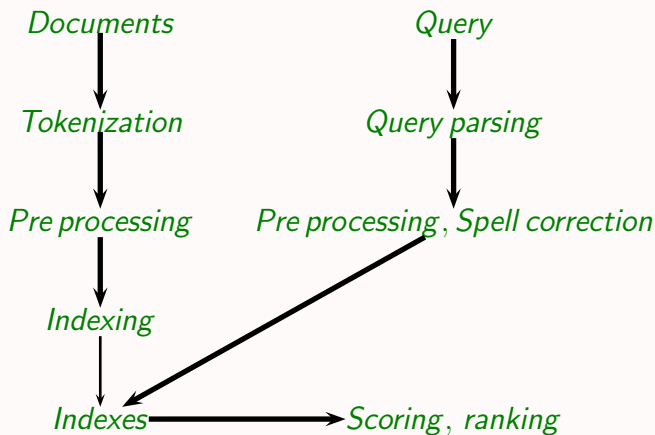 Documents Query
Tokenization Query parsing
Pre processing Pre processing, Spell correction
Indexing
Indexes Scoring, ranking